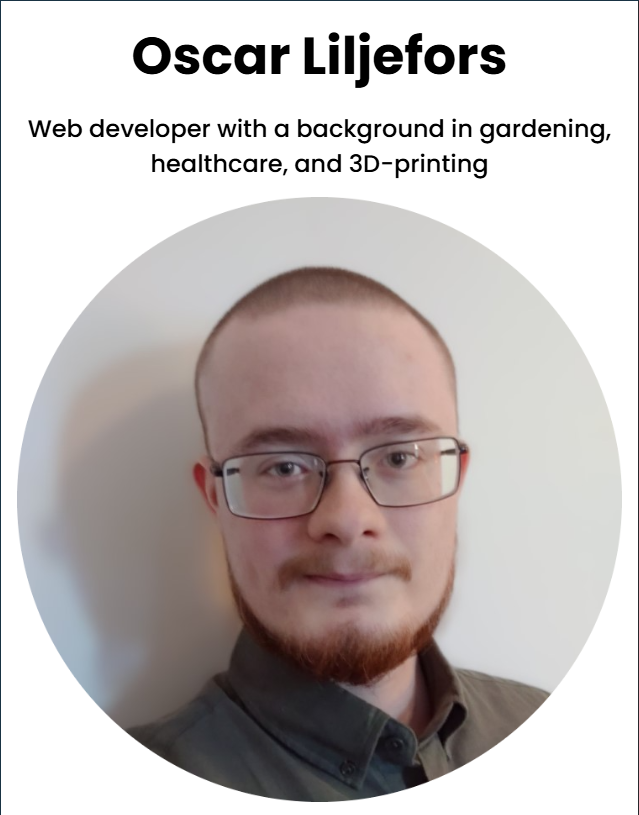 Oscar Liljefors
Web developer with a background in gardening,
healthcare, and 3D-printing